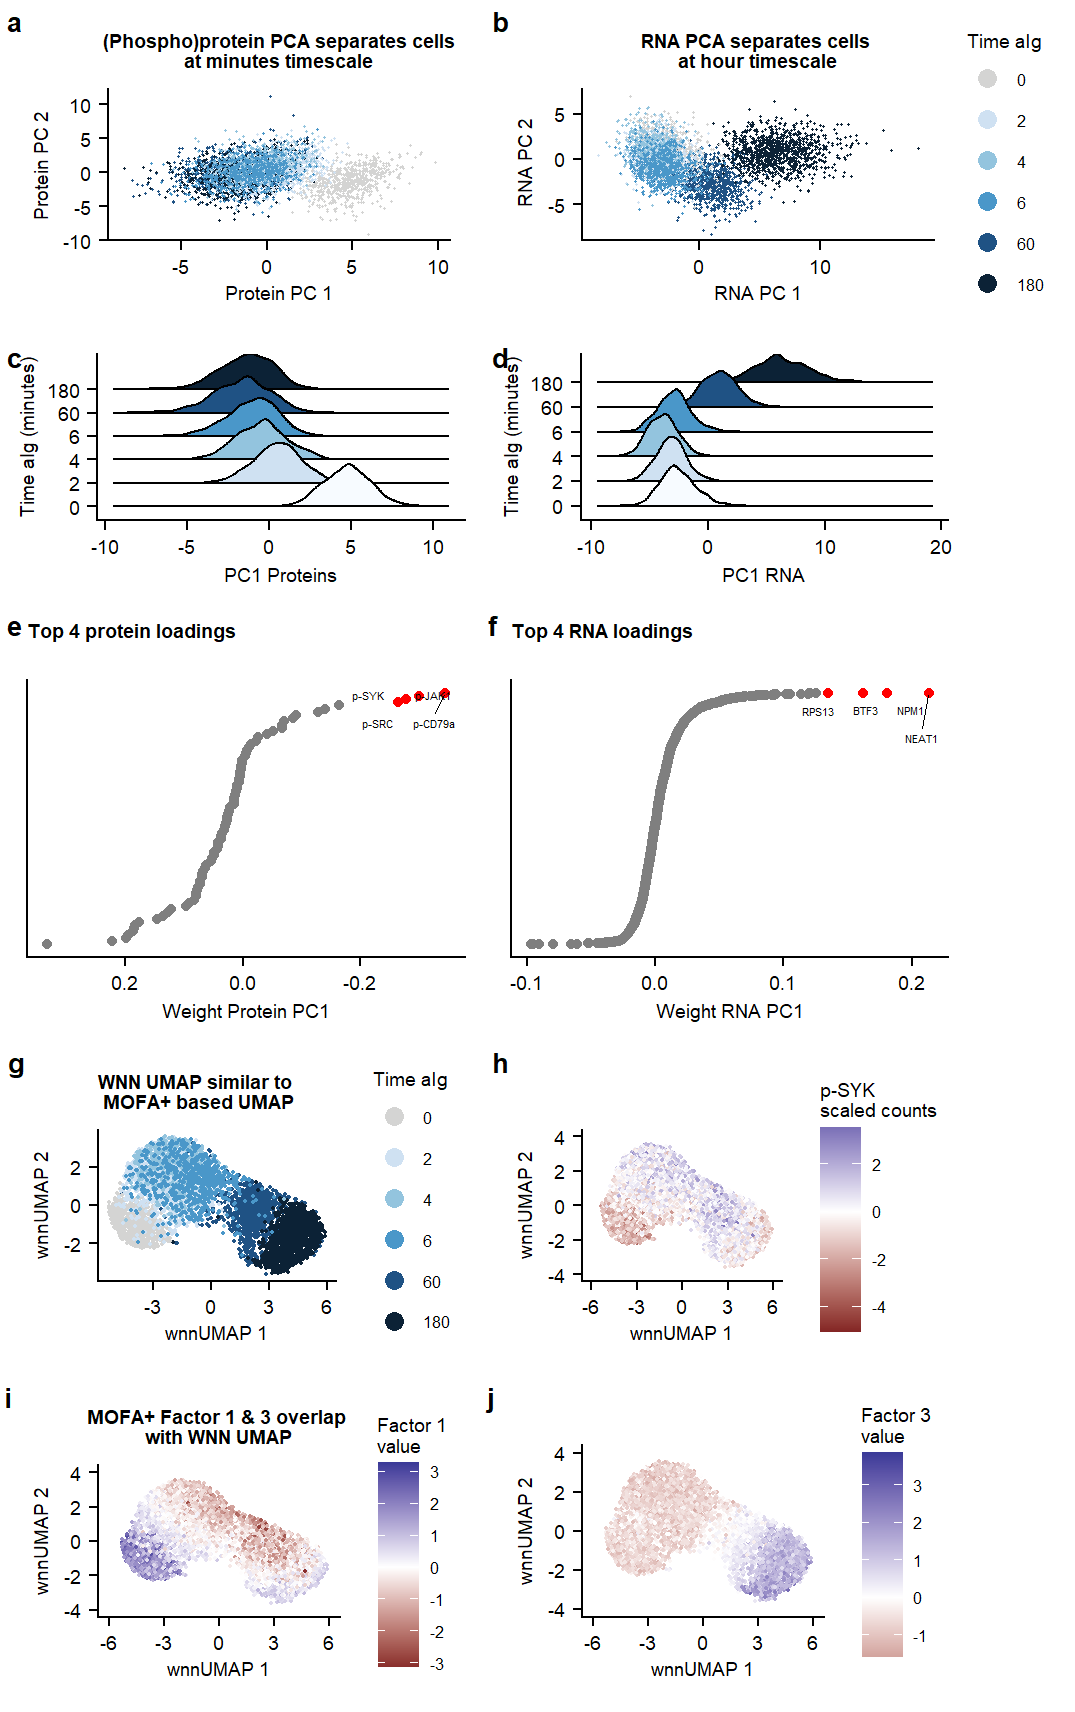 a
(Phospho)protein PCA separates cells
at minutes timescale
10
5
0
-5
-10
Protein PC 2
-5 0 5 10
Protein PC 1
b
RNA PCA separates cells
at hour timescale
5
0
-5
RNA PC 2
0 10
RNA PC 1
Time aIg
0
2
4
6
60
180
c
Time aIg (minutes)
180
60
6
4
2
0
-10 -5 0 5 10
PC1 Proteins
d
Time aIg (minutes)
180
60
6
4
2
0
-10 0 10 20
PC1 RNA
e Top 4 protein loadings
p-SYK p-JAK1
p-SRC p-CD79a
0.2 0.0 -0.2
Weight Protein PC1
f Top 4 RNA loadings
RPS13 BTF3 NPM1
NEAT1
-0.1 0.0 0.1 0.2
Weight RNA PC1
g
WNN UMAP similar to
MOFA+ based UMAP
2
0
-2
wnnUMAP 2
-3 0 3 6
wnnUMAP 1
Time aIg
0
2
4
6
60
180
h
4
2
0
-2
-4
wnnUMAP 2
-6 -3 0 3 6
wnnUMAP 1
p-SYK
scaled counts
2
0
-2
-4
i
MOFA+ Factor 1 & 3 overlap
with WNN UMAP
4
2
0
-2
-4
wnnUMAP 2
-6 -3 0 3 6
wnnUMAP 1
Factor 1
value
3
2
1
0
-1
-2
-3
j
4
2
0
-2
-4
wnnUMAP 2
-6 -3 0 3 6
wnnUMAP 1
Factor 3
value
3
2
1
0
-1